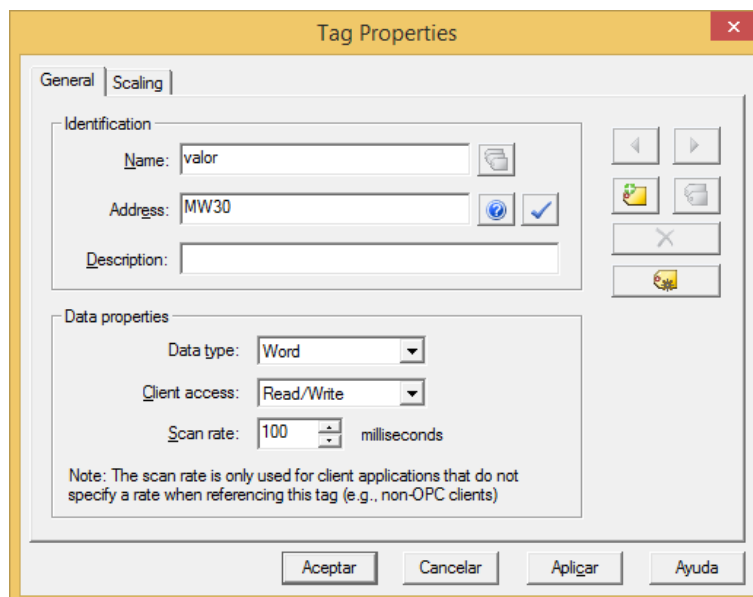 Tag Properties
General Scaling
Identification
Name: valor
Address: MW30
Description:
Data properties
Data type: Word
Client access: Read/Write
Scan rate: 100 milliseconds
Note: The scan rate is only used for client applications that do not
specify a rate when referencing this tag (e.g., non-OPC clients)
Aceptar Cancelar Aplicar Ayuda